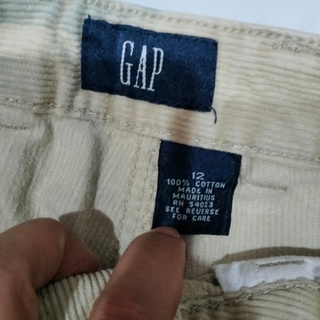 GAP
12
100% COTTON
MADE IN
MAURITIUS
RN 54023
SEE REVERSE
FOR CARE